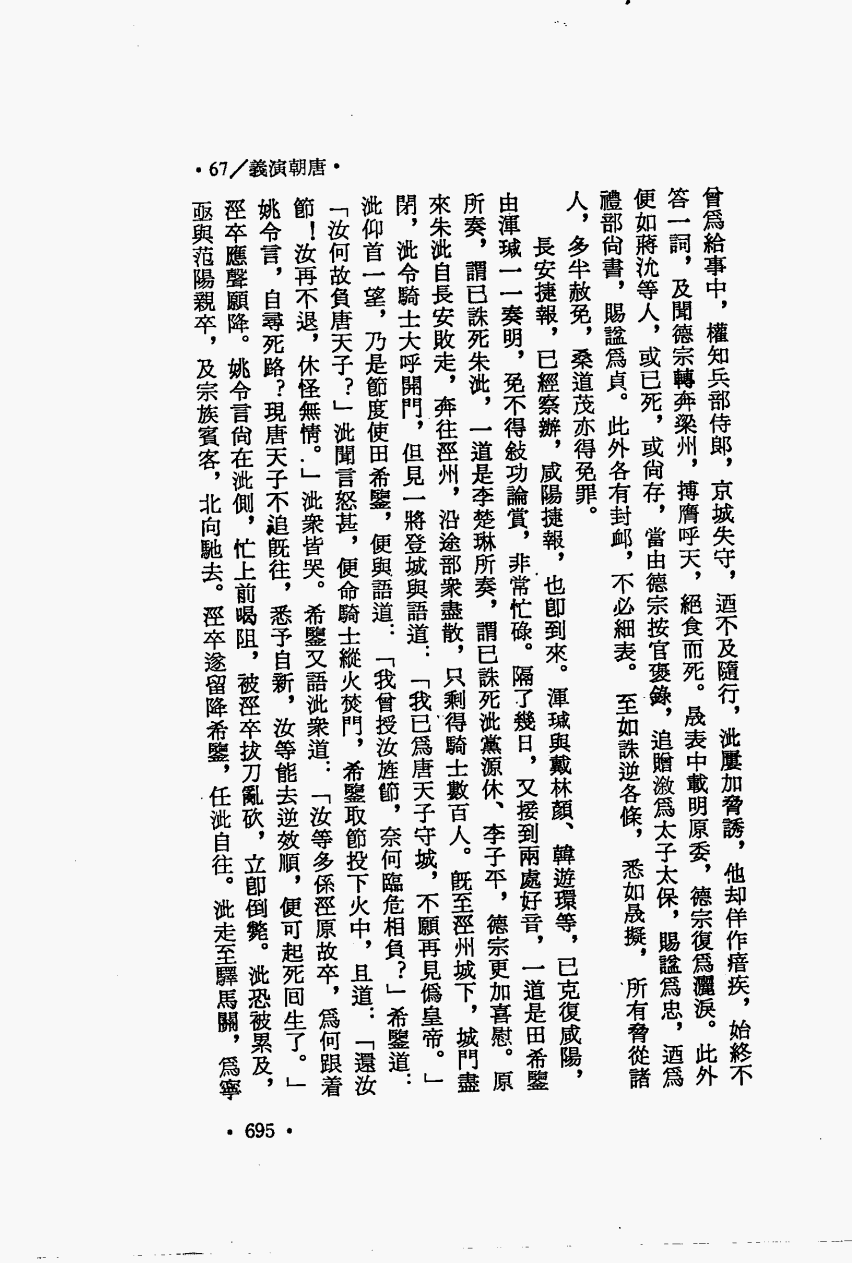 ·67／義演朝唐·
曾爲給事中，權知兵部侍郞，京城失守，迺不及隨行，泚屢加脅誘，他却佯作瘖疾，始終不
答一詞，及聞德宗轉奔梁州，搏膺呼天，絕食而死。晟表中載明原委，德宗復爲灑淚。此外
便如蔣沇等人，或已死，或尙存，當由德宗按官褒錄，追贈漵爲太子太保，賜諡爲忠，迺爲
禮部尙書，賜諡爲貞。此外各有封卹，不必細表。至如誅逆各條，悉如晟擬，所有脅從諸
人，多半赦免，桑道茂亦得免罪。
長安捷報，已經察辦，咸陽捷報，也卽到來。渾瑊與戴林顏、韓遊環等，已克復咸陽，
由渾瑊一一奏明，免不得敍功論賞，非常忙碌。隔了幾日，又接到兩處好音，一道是田希鑒
所奏，謂已誅死朱泚，一道是李楚琳所奏，謂已誅死泚黨源休、李子平，德宗更加喜慰。原
來朱泚自長安敗走，奔往涇州，沿途部衆盡散，只剩得騎士數百人。旣至涇州城下，城門盡
閉，泚令騎士大呼開門，但見一將登城與語道：「我已爲唐天子守城，不願再見僞皇帝。」
泚仰首一望，乃是節度使田希鑒，便與語道：「我曾授汝旌節，奈何臨危相負？」希鑒道：
「汝何故負唐天子？」泚聞言怒甚，便命騎士縱火焚門，希鑒取節投下火中，且道：「還汝
節！汝再不退，休怪無情。」泚衆皆哭。希鑒又語泚衆道：「汝等多係涇原故卒，爲何跟着
姚令言，自尋死路？現唐天子不追旣往，悉予自新，汝等能去逆效順，便可起死回生了。」
涇卒應聲願降。姚令言尙在泚側，忙上前喝阻，被涇卒拔刀亂砍，立卽倒斃。泚恐被累及，
亟與范陽親卒，及宗族賓客，北向馳去。涇卒遂留降希鑒，任泚自往。泚走至驛馬關，爲寧
·695·